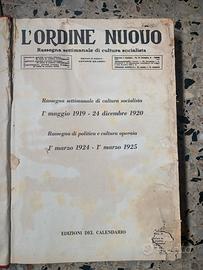 L'ORDINE NUOVO
Rassegna settimanale di cultura socialista
Rassegna settimanale di cultura socialista
1° maggio 1919 - 24 dicembre 1920
Rassegna di politica e cultura operaia
1° marzo 1924 - 1° marzo 1925
EDIZIONI DEL CALENDARIO